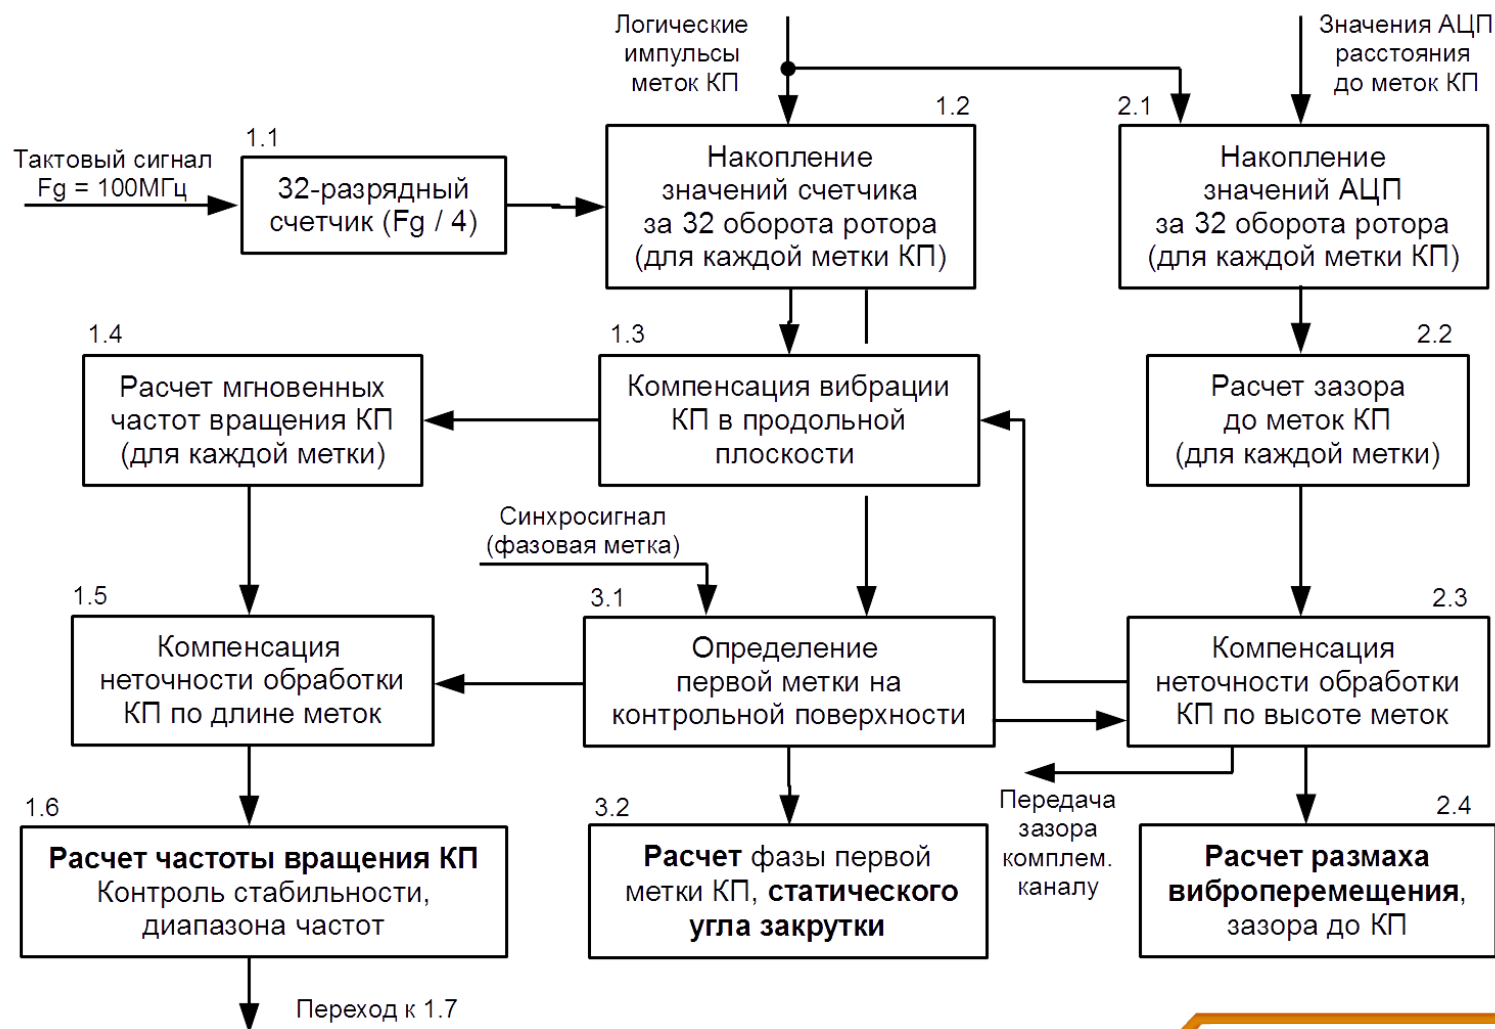 Логические
импульсы
меток КП
Значения АЦП
расстояния
до меток КП
1.1
1.2
2.1
Тактовый сигнал
Fg = 100МГц
32-разрядный
счетчик (Fg / 4)
Накопление
значений счетчика
за 32 оборота ротора
(для каждой метки КП)
Накопление
значений АЦП
за 32 оборота ротора
(для каждой метки КП)
1.4
1.3
2.2
Расчет мгновенных
частот вращения КП
(для каждой метки)
Компенсация вибрации
КП в продольной
плоскости
Расчет зазора
до меток КП
(для каждой метки)
Синхросигнал
(фазовая метка)
1.5
3.1
2.3
Компенсация
неточности обработки
КП по длине меток
Определение
первой метки на
контрольной поверхности
Компенсация
неточности обработки
КП по высоте меток
1.6
3.2
Передача
зазора
комплем.
каналу
2.4
Расчет частоты вращения КП
Контроль стабильности,
диапазона частот
Расчет фазы первой
метки КП, статического
угла закрутки
Расчет размаха
виброперемещения,
зазора до КП
Переход к 1.7